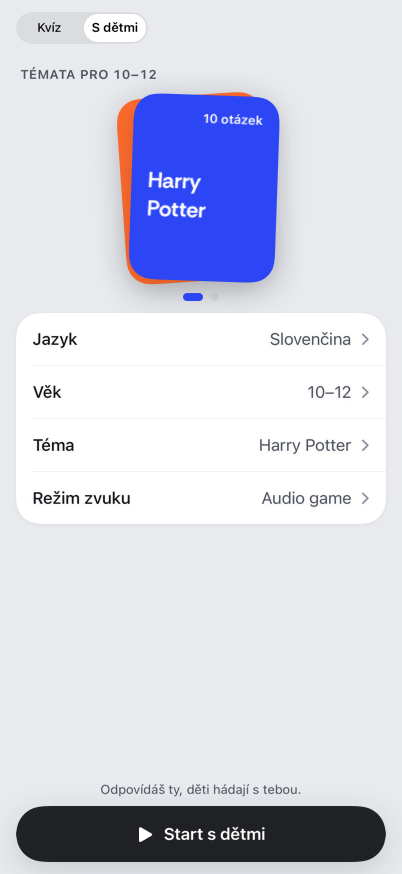 Kvíz
S dětmi
TÉMATA PRO 10–12
10 otázek
Harry
Potter
Jazyk
Slovenčina
Věk
10–12
Téma
Harry Potter
Režim zvuku
Audio game
Odpovídáš ty, děti hádají s tebou.
Start s dětmi